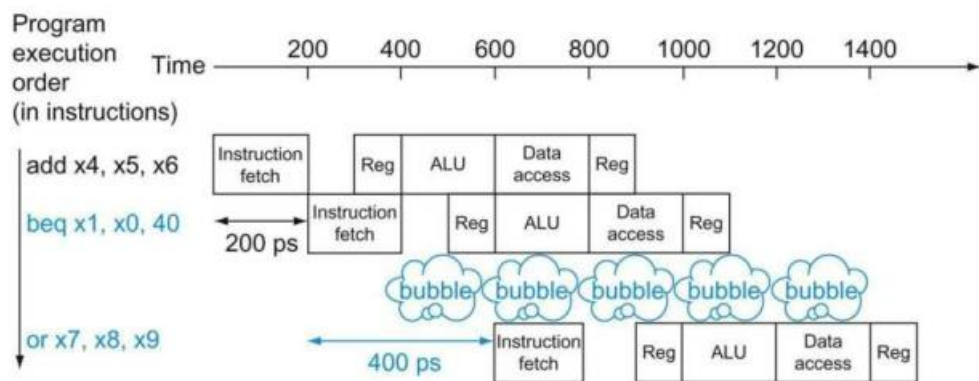 Program
execution
order
(in instructions)
Time
200 400 600 800 1000 1200 1400
add x4, x5, x6
Instruction
fetch
Reg
ALU
Data
access
Reg
beq x1, x0, 40
200 ps
Instruction
fetch
Reg
ALU
Data
access
Reg
bubble bubble bubble bubble bubble
or x7, x8, x9
400 ps
Instruction
fetch
Reg
ALU
Data
access
Reg